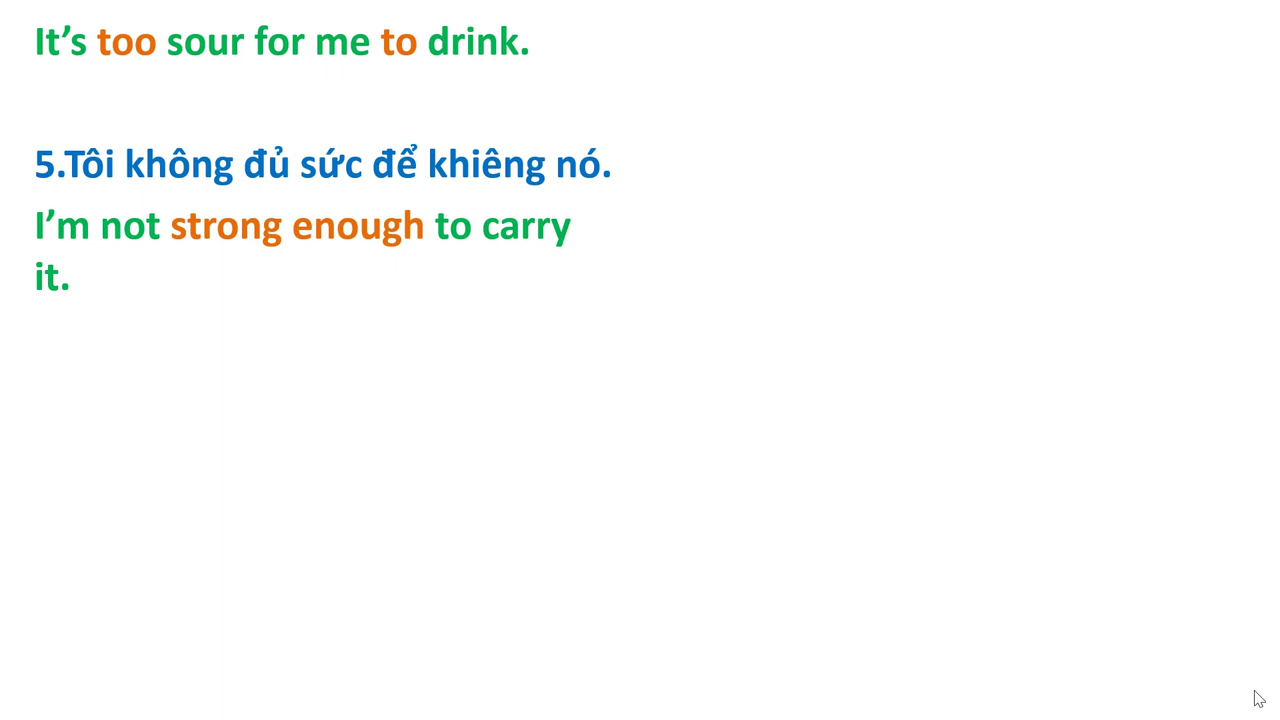 It’s too sour for me to drink.
5.Tôi không đủ sức để khiêng nó.
I’m not strong enough to carry
it.